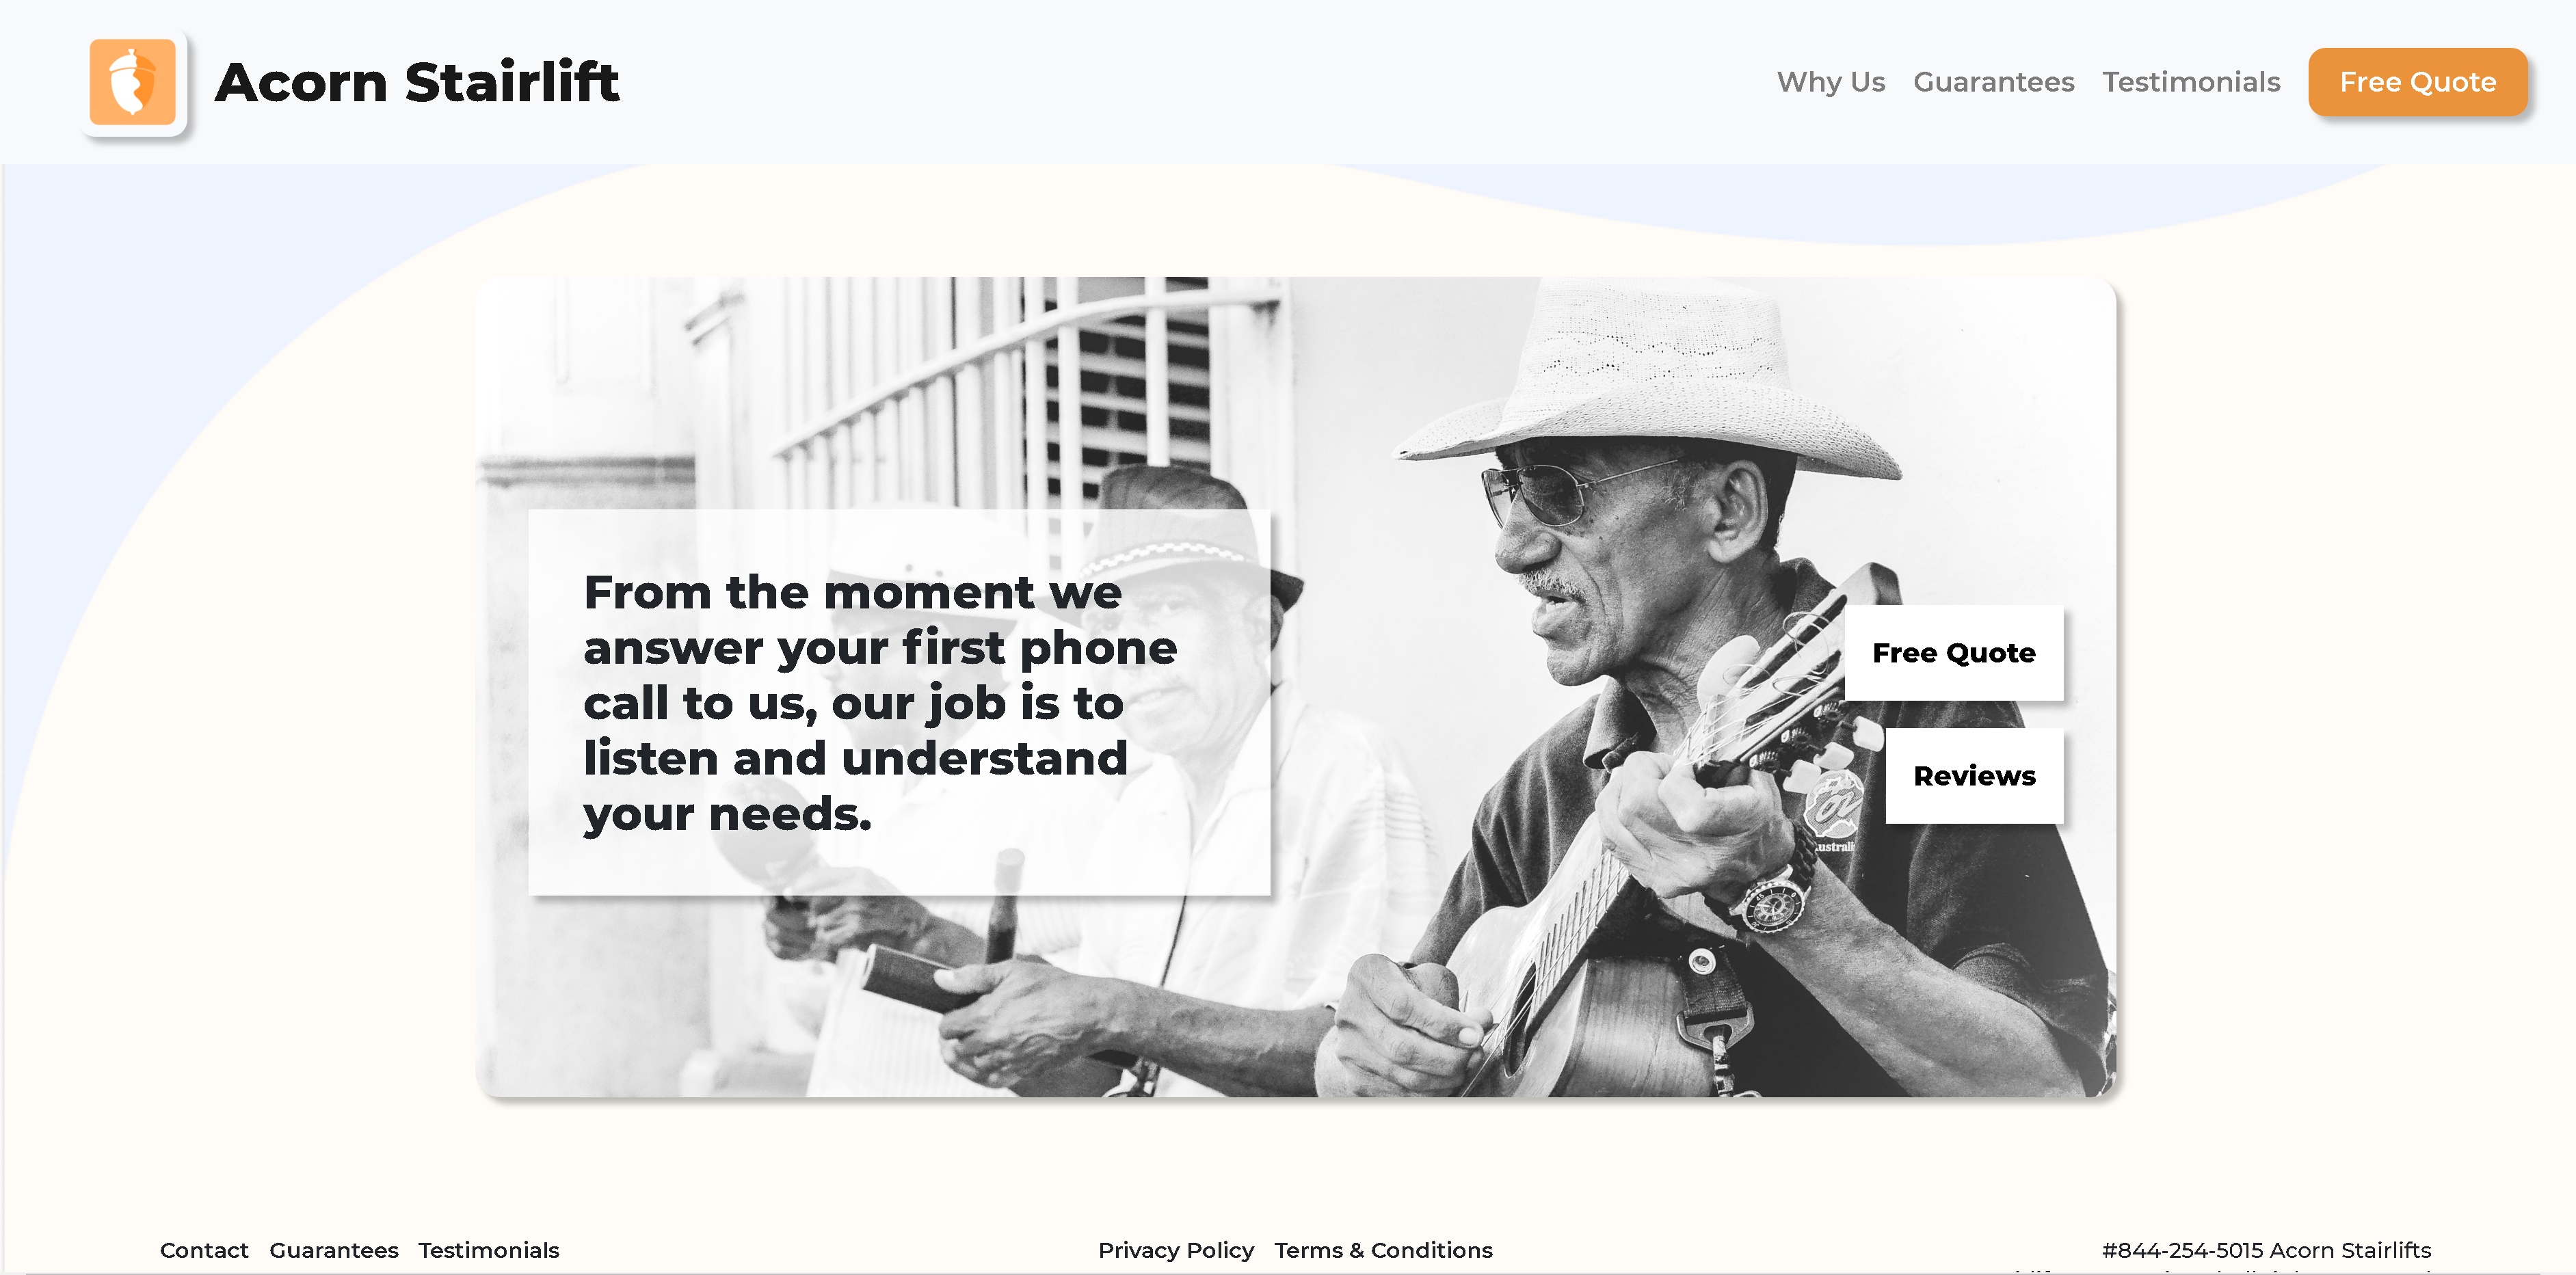 Acorn Stairlift
Why Us Guarantees Testimonials Free Quote
From the moment we
answer your first phone
call to us, our job is to
listen and understand
your needs.
Free Quote
Reviews
Contact Guarantees Testimonials
Privacy Policy Terms & Conditions
#844-254-5015 Acorn Stairlifts